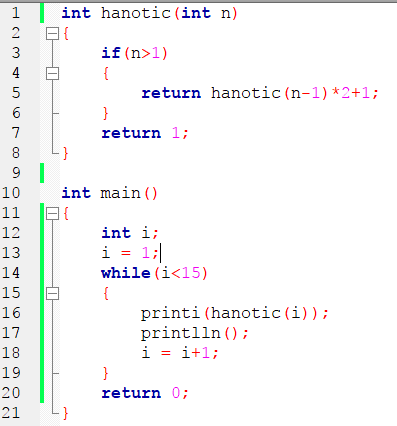 1 int hanotic(int n)
2 {
3 if(n>1)
4 {
5 return hanotic(n-1)*2+1;
6 }
7 return 1;
8 }
9
10 int main()
11 {
12 int i;
13 i = 1;
14 while(i<15)
15 {
16 printi(hanotic(i));
17 printlln();
18 i = i+1;
19 }
20 return 0;
21 }